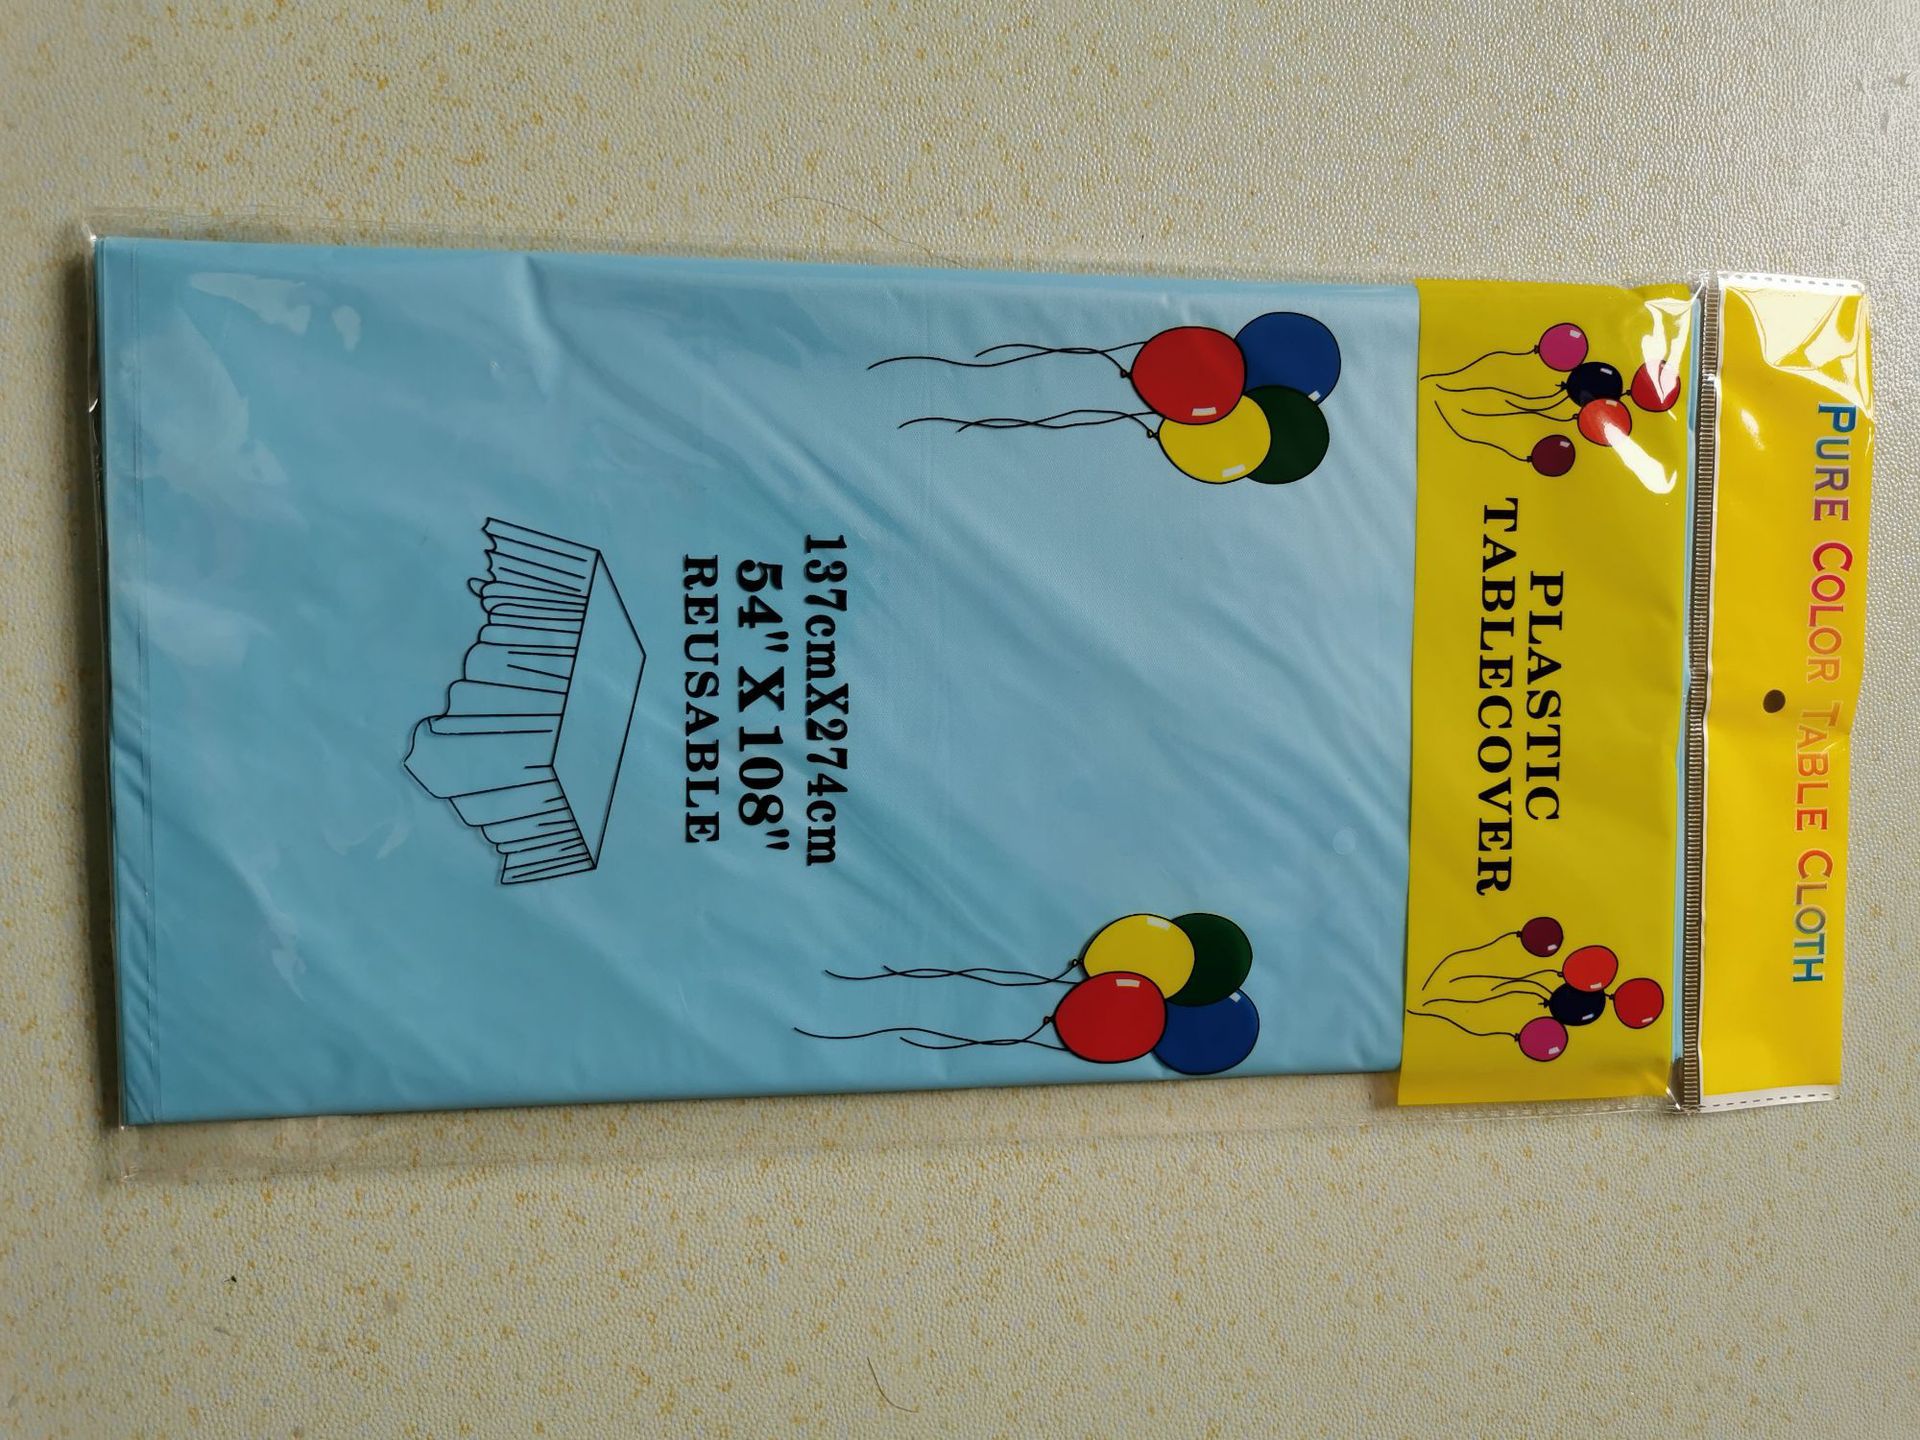 PURE COLOR TABLE CLOTH
PLASTIC
TABLECOVER
137cmX274cm
54" X 108"
REUSABLE